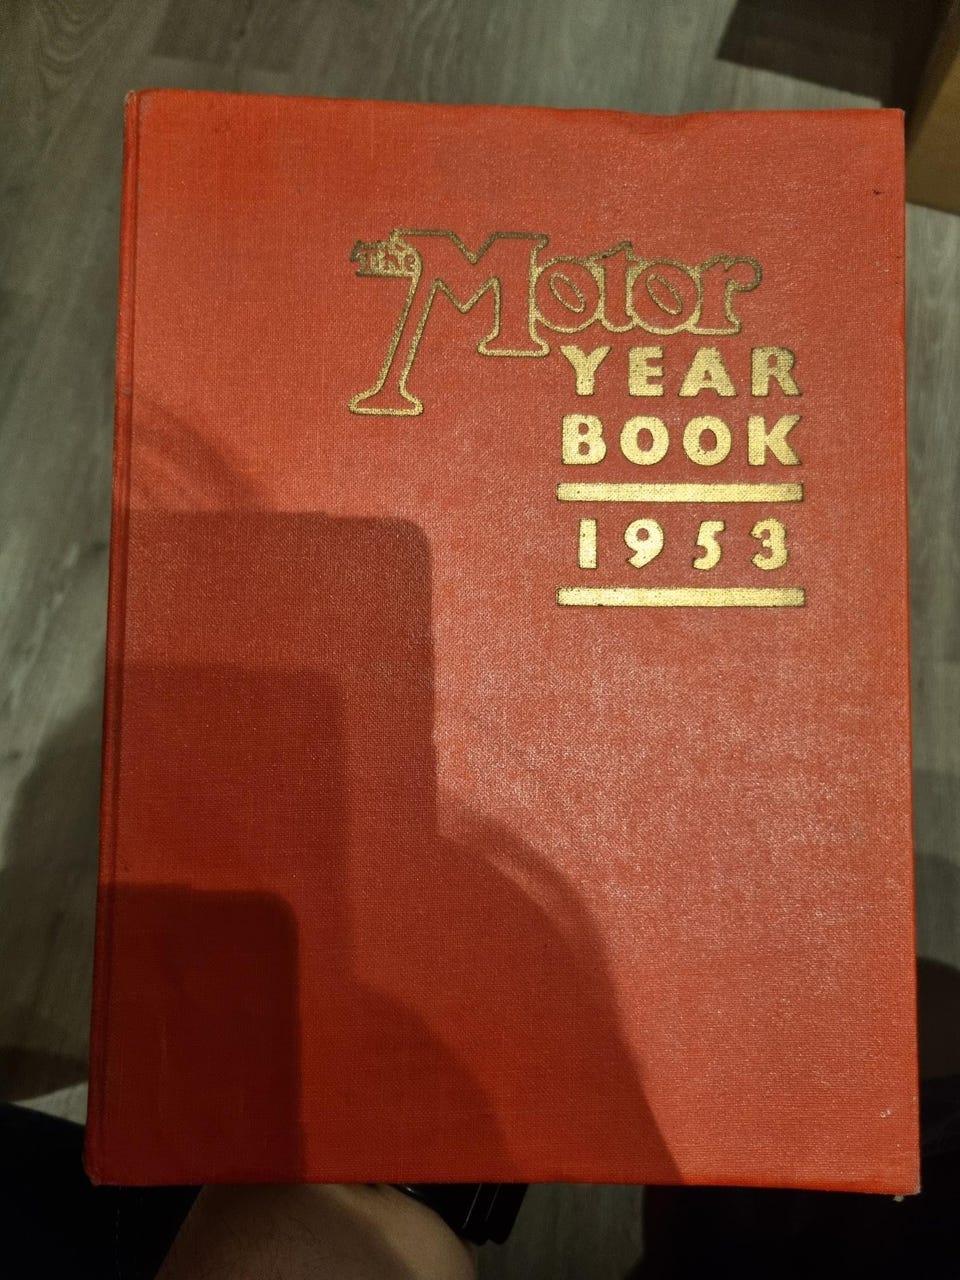 The Motor
YEAR
BOOK
1953